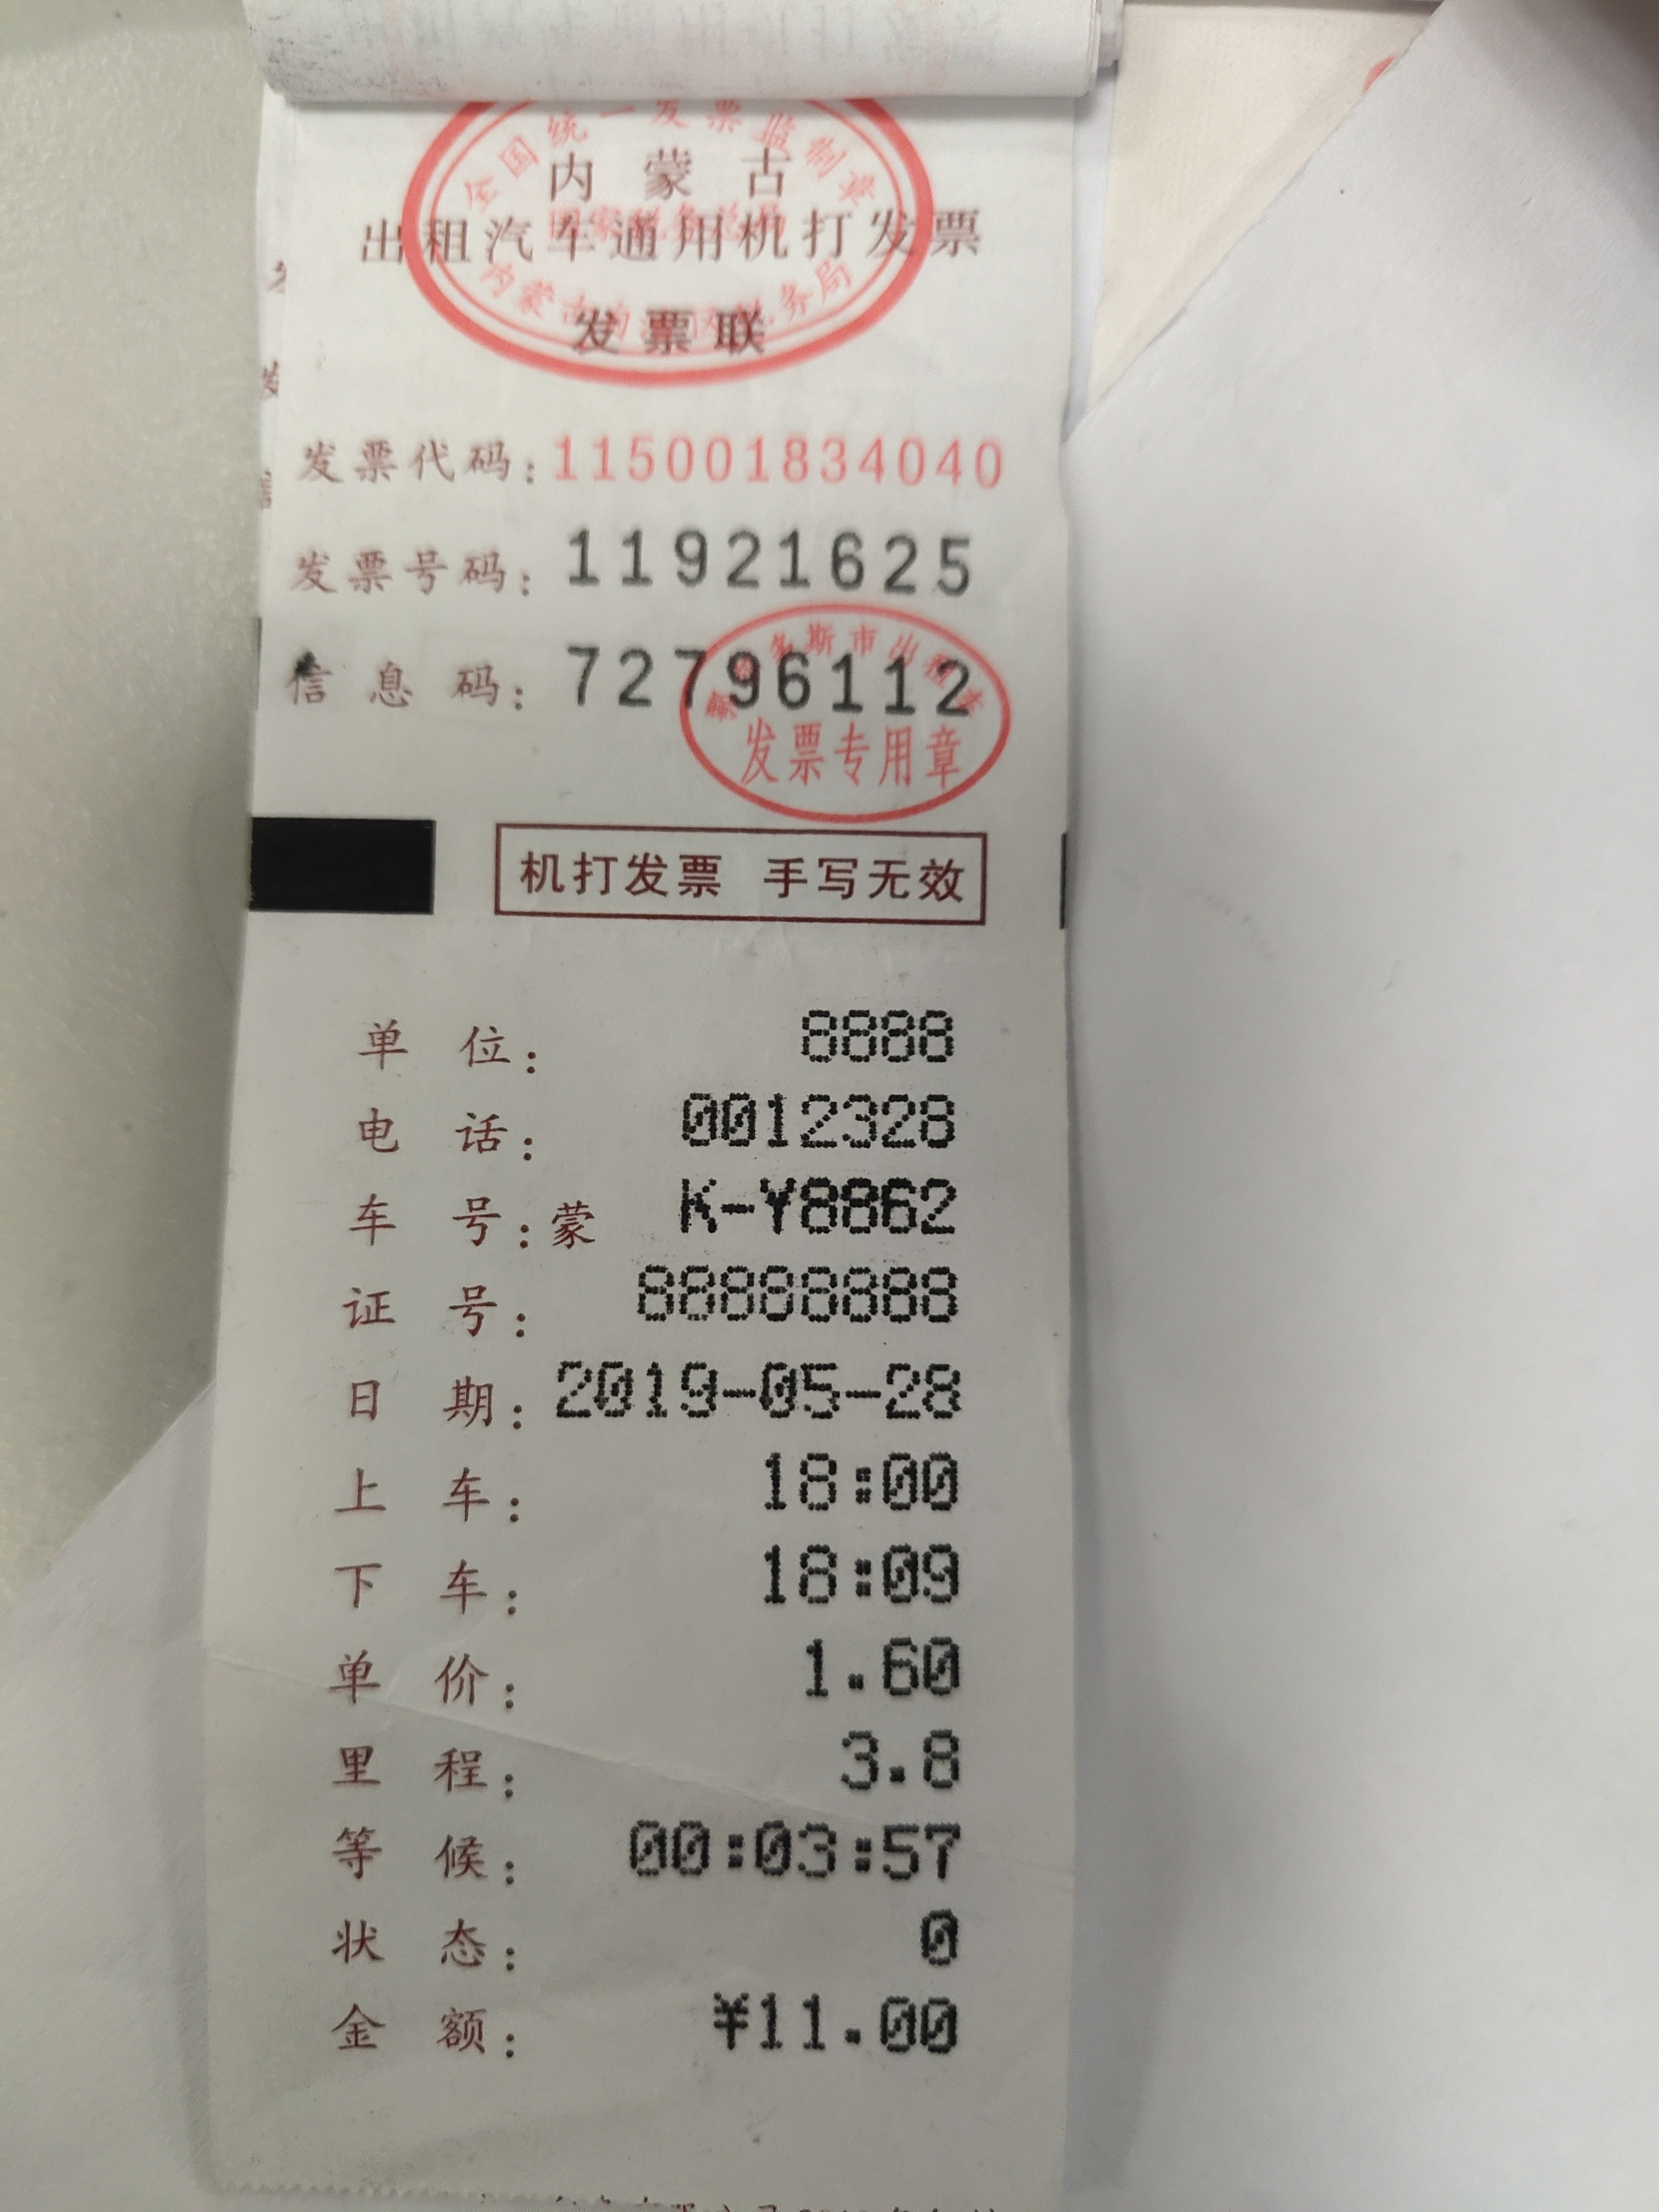 全国统一发票监制章
内蒙古
国家税务总局
出租汽车通用机打发票
内蒙古 税务局
发票联
发票代码:115001834040
发票号码:11921625
信息码:72796112
多斯市出租
发票专用章
机打发票 手写无效
单位:8888
电话:0012328
车号:蒙 K-Y8862
证号:88888888
日期:2019-05-28
上车:18:00
下车:18:09
单价:1.60
里程:3.8
等候:00:03:57
状态:0
金额:¥11.00